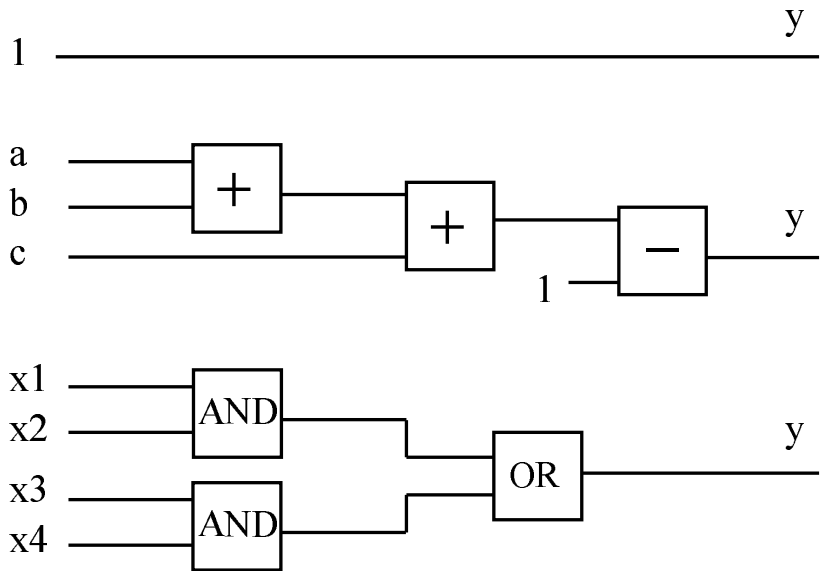 1 y
a
+
b
+
y
c
−
1
x1
AND
x2
y
OR
x3
AND
x4